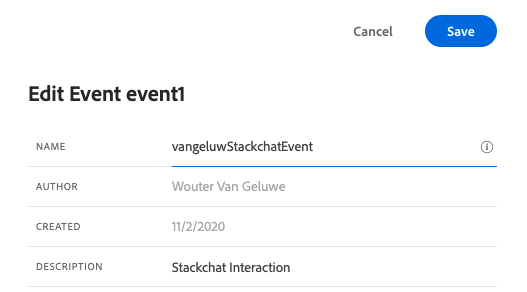 Cancel Save
Edit Event event1
NAME vangeluwStackchatEvent
AUTHOR Wouter Van Geluwe
CREATED 11/2/2020
DESCRIPTION Stackchat Interaction